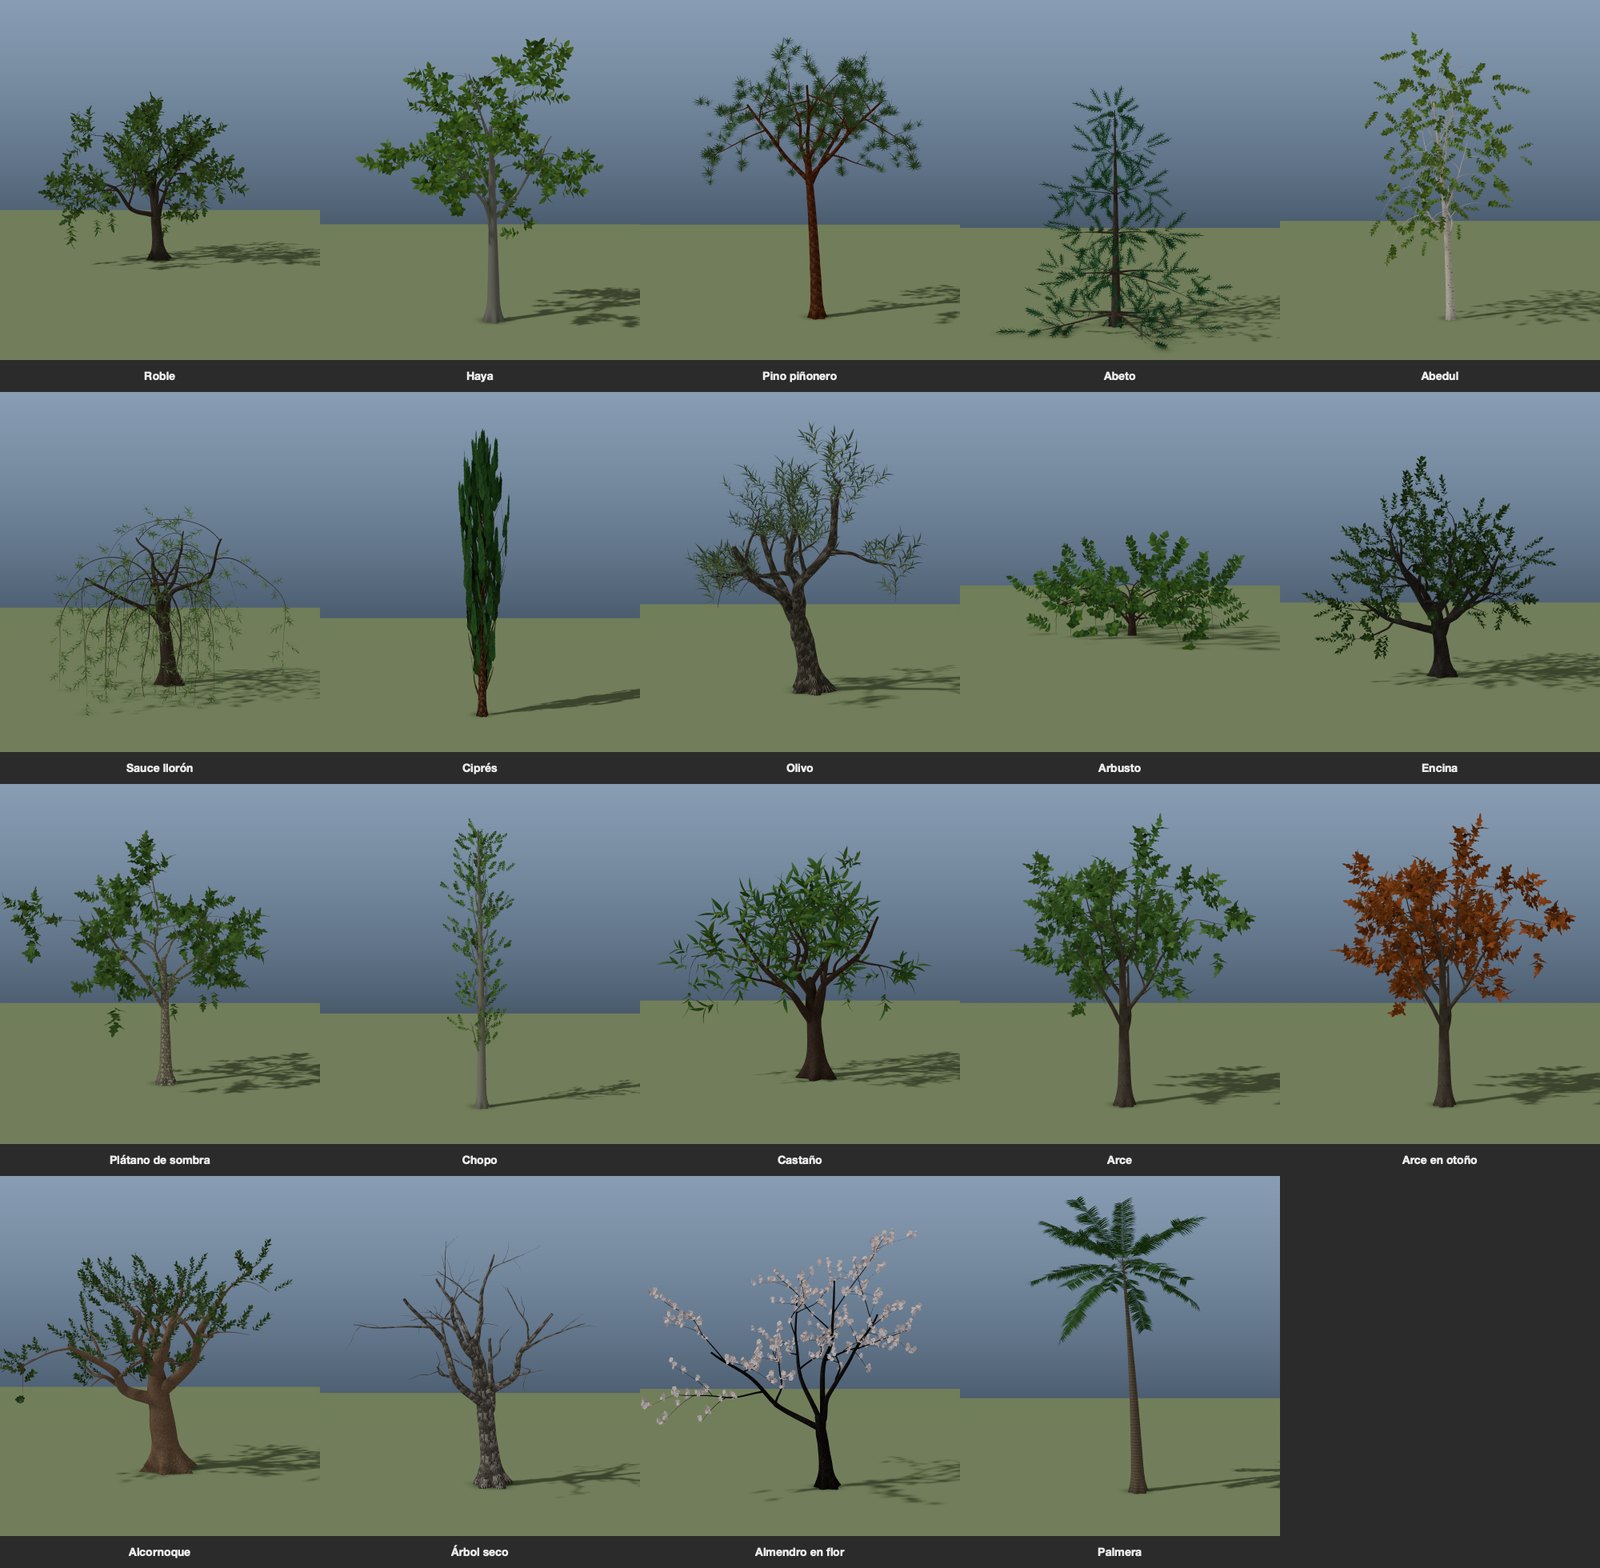 Roble
Haya
Pino piñonero
Abeto
Abedul
Sauce llorón
Ciprés
Olivo
Arbusto
Encina
Plátano de sombra
Chopo
Castaño
Arce
Arce en otoño
Alcornoque
Árbol seco
Almendro en flor
Palmera